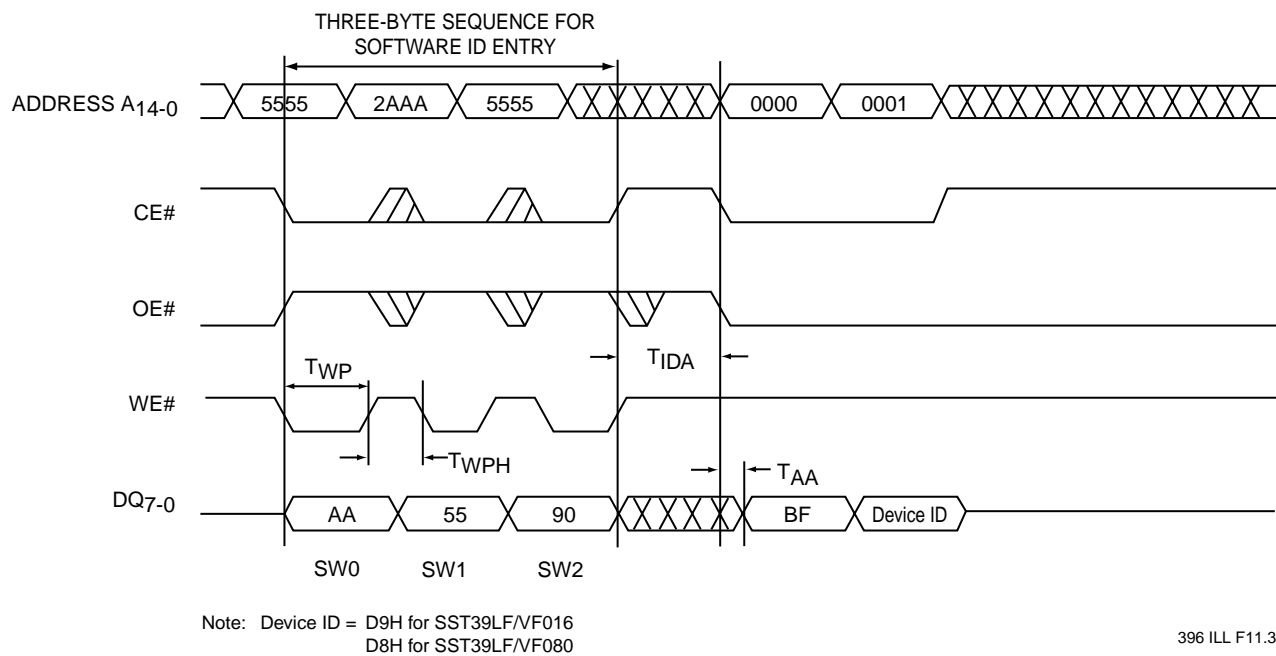 THREE-BYTE SEQUENCE FOR
SOFTWARE ID ENTRY
ADDRESS A14-0
5555
2AAA
5555
0000
0001
CE#
OE#
TWP
TIDA
WE#
TWPH
TAA
DQ7-0
AA
55
90
BF
Device ID
SW0
SW1
SW2
Note: Device ID = D9H for SST39LF/VF016
D8H for SST39LF/VF080
396 ILL F11.3